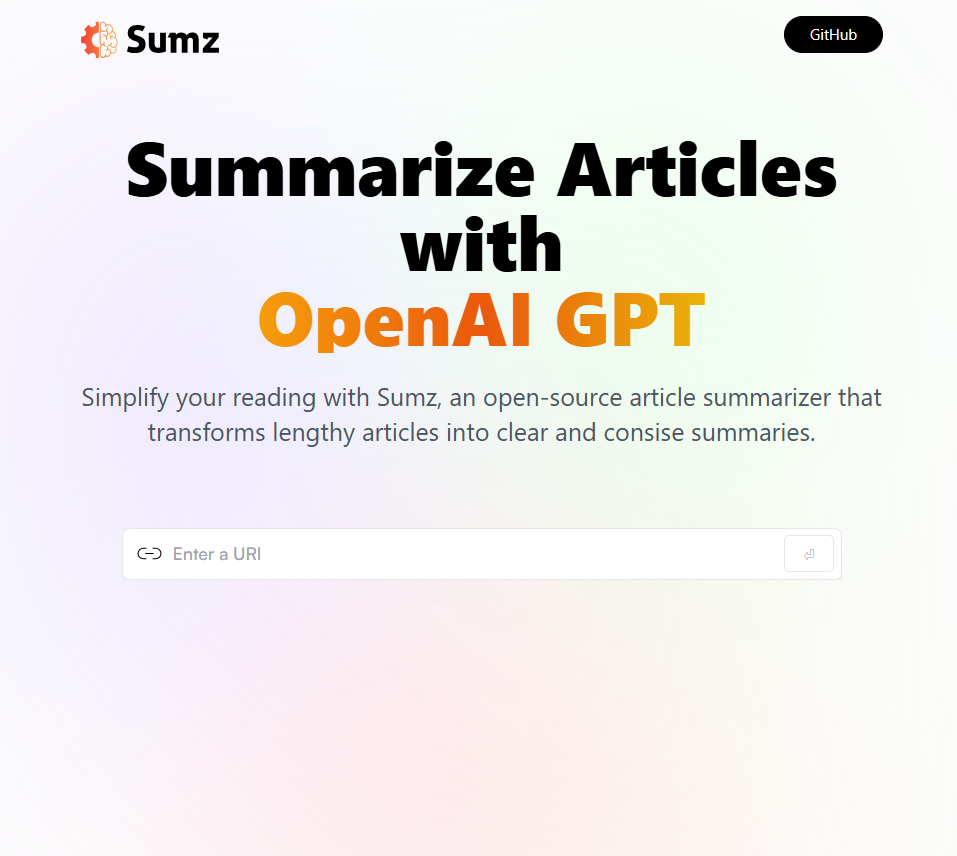 Sumz
GitHub
Summarize Articles
with
OpenAI GPT
Simplify your reading with Sumz, an open-source article summarizer that
transforms lengthy articles into clear and consise summaries.
Enter a URI
⏎